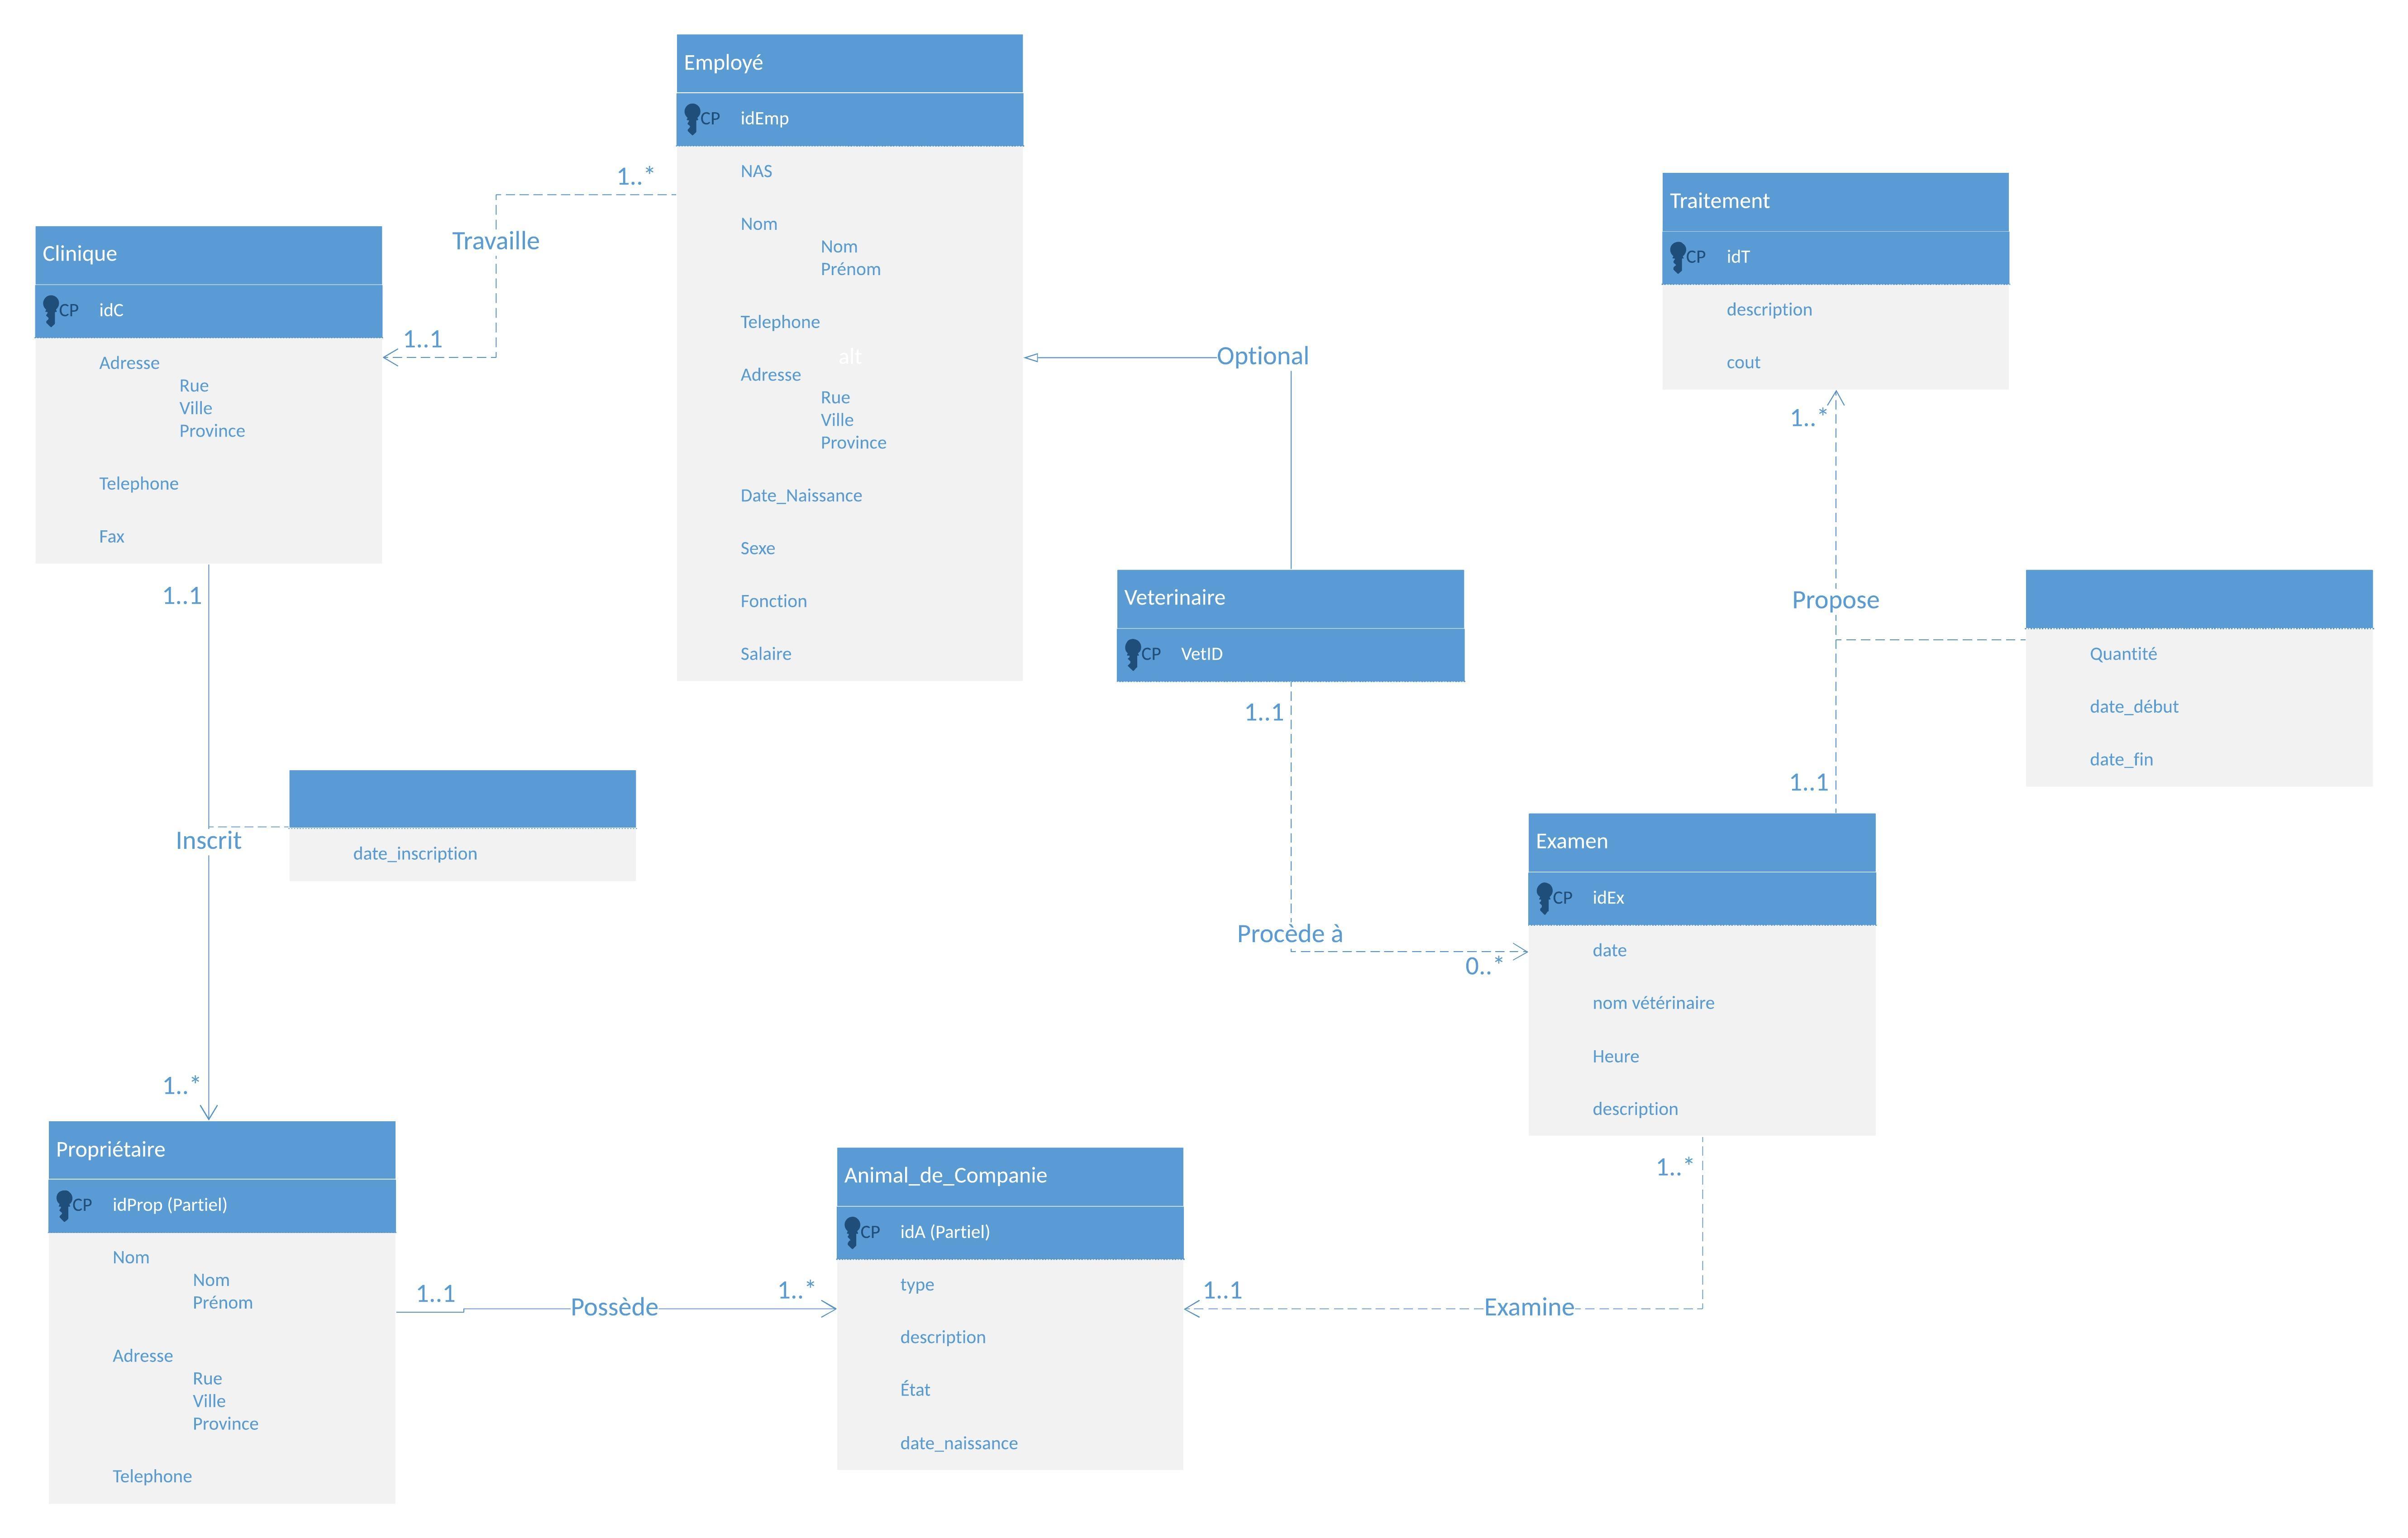 Employé
CP idEmp
NAS
Nom
Nom
Prénom
Telephone
alt
Adresse
Rue
Ville
Province
Date_Naissance
Sexe
Fonction
Salaire
1..*
Travaille
1..1
Clinique
CP idC
Adresse
Rue
Ville
Province
Telephone
Fax
Optional
Traitement
CP idT
description
cout
1..*
Propose
1..1
Quantité
date_début
date_fin
Veterinaire
CP VetID
1..1
Procède à
0..*
1..1
Inscrit
1..*
date_inscription
Examen
CP idEx
date
nom vétérinaire
Heure
description
1..*
Examine
1..1
Propriétaire
CP idProp (Partiel)
Nom
Nom
Prénom
Adresse
Rue
Ville
Province
Telephone
1..1
Possède
1..*
Animal_de_Companie
CP idA (Partiel)
type
description
État
date_naissance